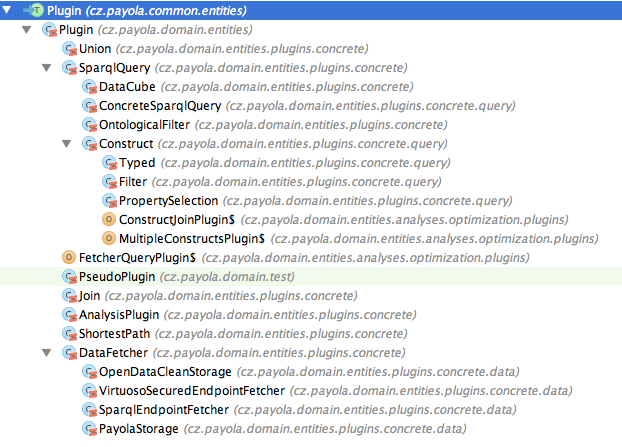 Plugin (cz.payola.common.entities)
Plugin (cz.payola.domain.entities)
Union (cz.payola.domain.entities.plugins.concrete)
SparqlQuery (cz.payola.domain.entities.plugins.concrete)
DataCube (cz.payola.domain.entities.plugins.concrete)
ConcreteSparqlQuery (cz.payola.domain.entities.plugins.concrete.query)
OntologicalFilter (cz.payola.domain.entities.plugins.concrete)
Construct (cz.payola.domain.entities.plugins.concrete.query)
Typed (cz.payola.domain.entities.plugins.concrete.query)
Filter (cz.payola.domain.entities.plugins.concrete.query)
PropertySelection (cz.payola.domain.entities.plugins.concrete.query)
ConstructJoinPlugin$ (cz.payola.domain.entities.analyses.optimization.plugins)
MultipleConstructsPlugin$ (cz.payola.domain.entities.analyses.optimization.plugins)
FetcherQueryPlugin$ (cz.payola.domain.entities.analyses.optimization.plugins)
PseudoPlugin (cz.payola.domain.test)
Join (cz.payola.domain.entities.plugins.concrete)
AnalysisPlugin (cz.payola.domain.entities.plugins.concrete)
ShortestPath (cz.payola.domain.entities.plugins.concrete)
DataFetcher (cz.payola.domain.entities.plugins.concrete)
OpenDataCleanStorage (cz.payola.domain.entities.plugins.concrete.data)
VirtuosoSecuredEndpointFetcher (cz.payola.domain.entities.plugins.concrete.data)
SparqlEndpointFetcher (cz.payola.domain.entities.plugins.concrete.data)
PayolaStorage (cz.payola.domain.entities.plugins.concrete.data)